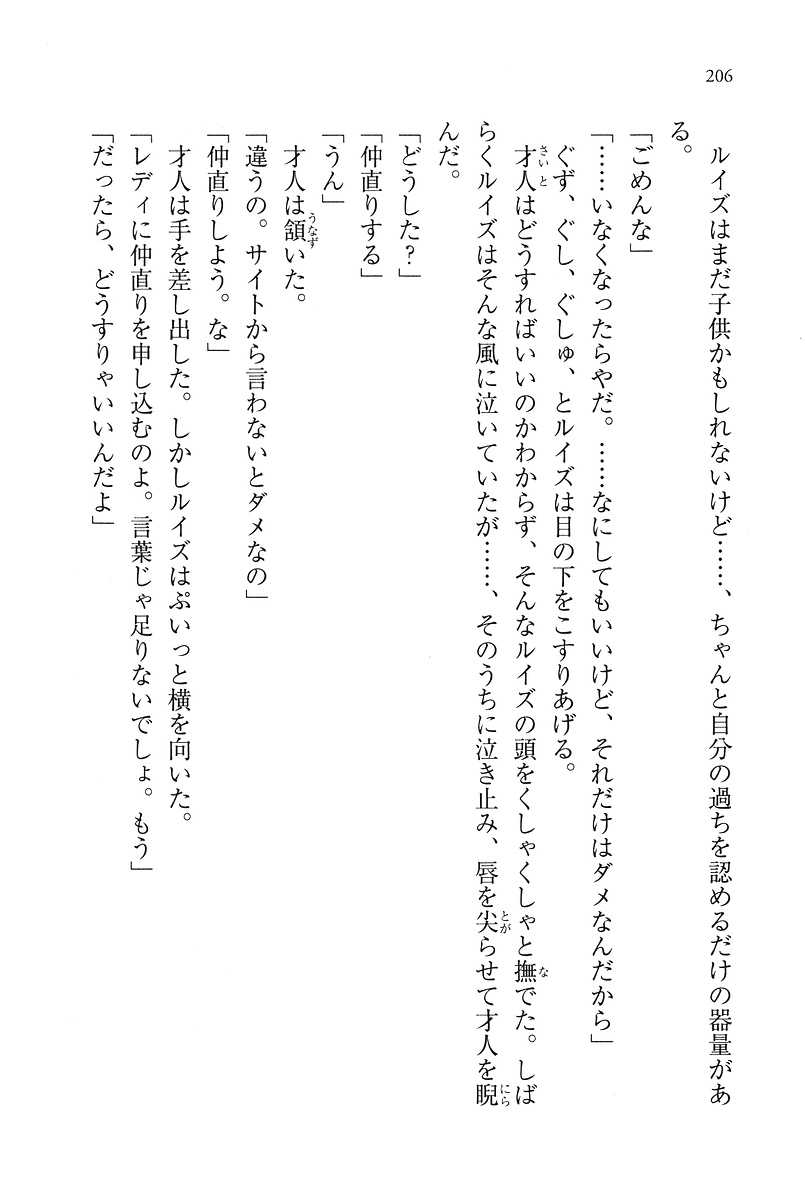 206
ルイズはまだ子供かもしれないけど……、ちゃんと自分の過ちを認めるだけの器量があ
る。
「ごめんな」
「……いなくなったらやだ。……なにしてもいいけど、それだけはダメなんだから」
ぐず、ぐし、ぐしゅ、とルイズは目の下をこすりあげる。
才人はどうすればいいのかわからず、そんなルイズの頭をくしゃくしゃと撫でた。しば
らくルイズはそんな風に泣いていたが……、そのうちに泣き止み、唇を尖らせて才人を睨
んだ。
「どうした?」
「仲直りする」
「うん」
才人は頷いた。
「違うの。サイトから言わないとダメなの」
「仲直りしよう。な」
才人は手を差し出した。しかしルイズはぷいっと横を向いた。
「レディに仲直りを申し込むのよ。言葉じゃ足りないでしょ。もう」
「だったら、どうすりゃいいんだよ」